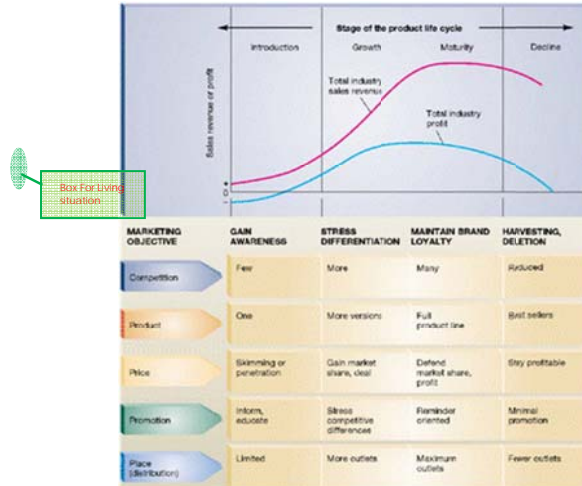 Stage of the product life cycle
Introduction Growth Maturity Decline
Sales revenue or profit
Total industry
sales revenue
Total industry
profit
+
0
-
Box For Living
situation
MARKETING
OBJECTIVE
GAIN
AWARENESS
STRESS
DIFFERENTIATION
MAINTAIN BRAND
LOYALTY
HARVESTING,
DELETION
Competition
Few
More
Many
Reduced
Product
One
More versions
Full
product line
Best sellers
Price
Skimming or
penetration
Gain market
share, deal
Defend
market share,
profit
Stay profitable
Promotion
Inform,
educate
Stress
competitive
differences
Reminder
oriented
Minimal
promotion
Place
(distribution)
Limited
More outlets
Maximum
outlets
Fewer outlets